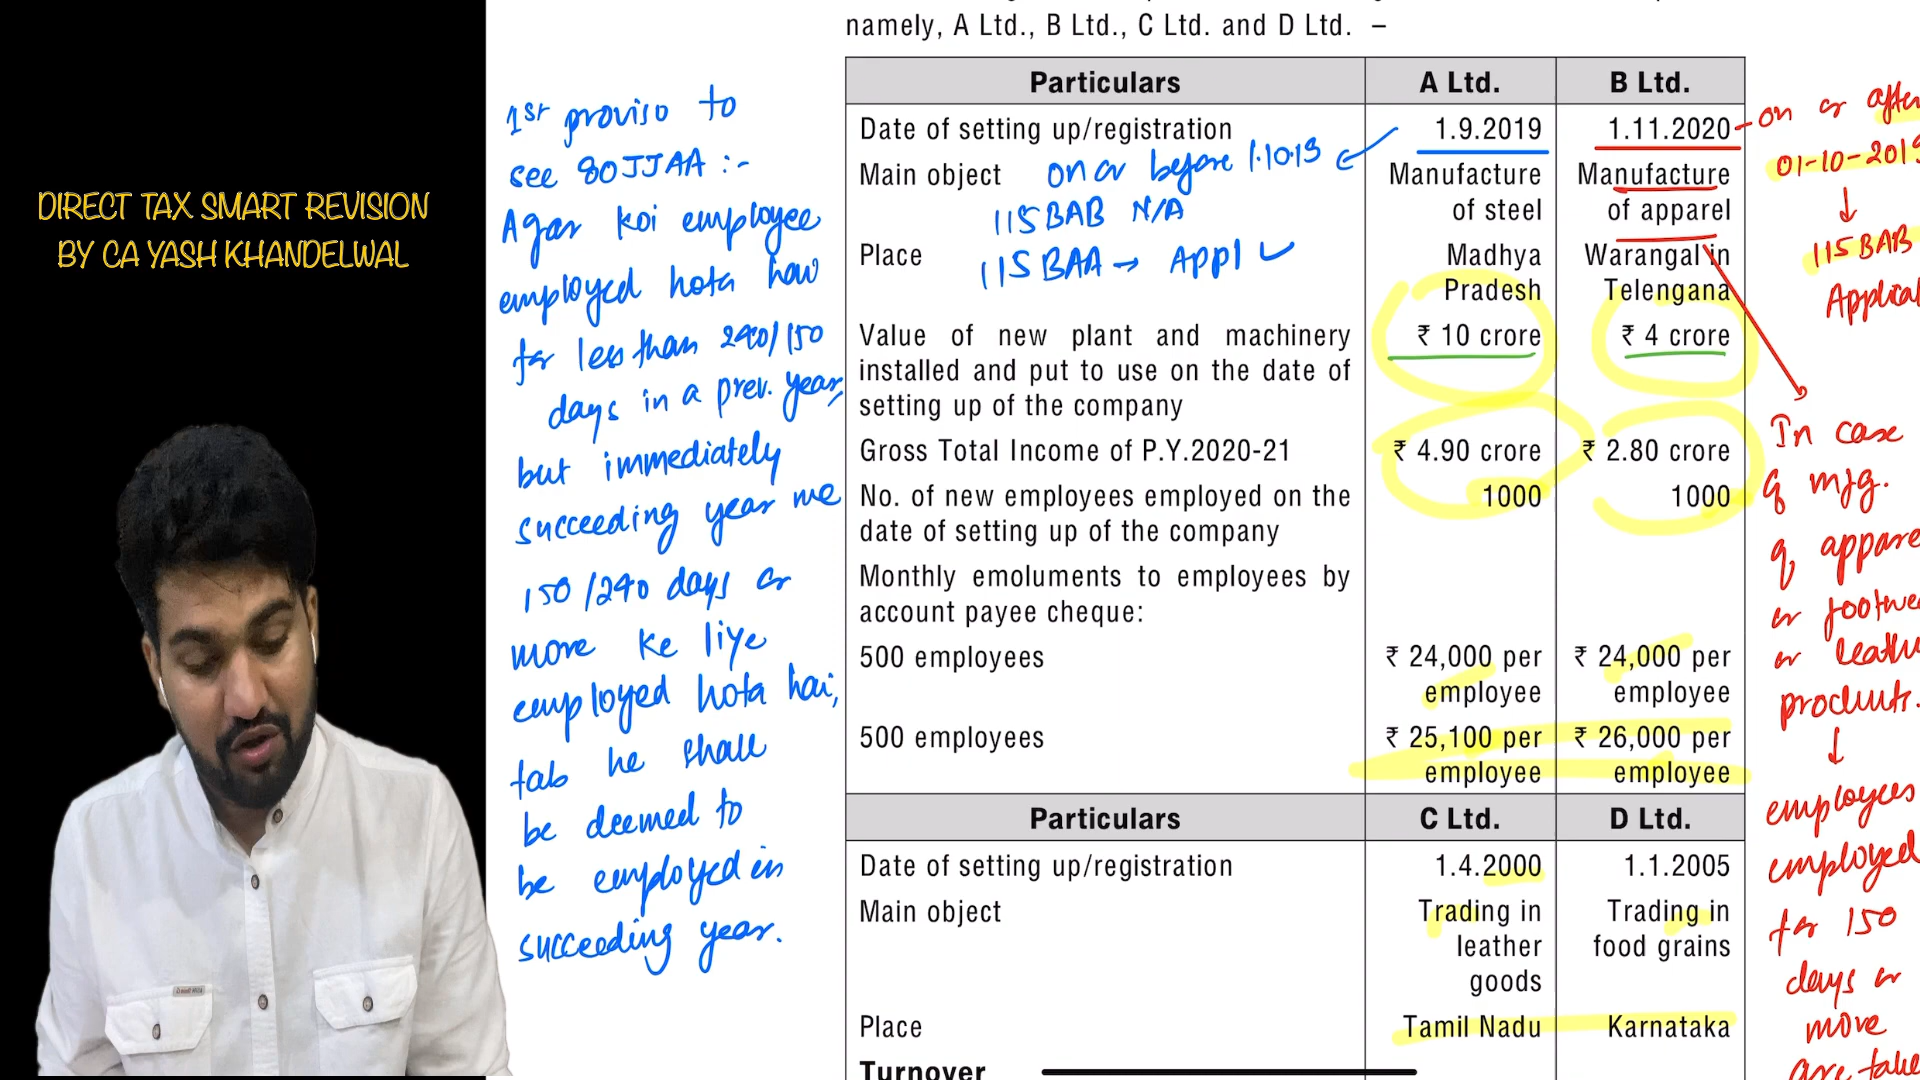 DIRECT TAX SMART REVISION
BY CA YASH KHANDELWAL
1st proviso to
see 80JJAA :-
Agar koi employee
employed hota hai
for less than 240/150
days in a prev. year,
but immediately
succeeding year me
150/240 days or
more ke liye
employed hota hai,
tab he shall
be deemed to
be employed in
succeeding year.
namely, A Ltd., B Ltd., C Ltd. and D Ltd. –
Particulars A Ltd. B Ltd.
Date of setting up/registration 1.9.2019 1.11.2020
Main object Manufacture of steel Manufacture of apparel
on or before 1.10.19
115BAB N/A
115BAA → Appl ✓
Place Madhya Pradesh Warangal in Telengana
Value of new plant and machinery ₹ 10 crore ₹ 4 crore
installed and put to use on the date of
setting up of the company
Gross Total Income of P.Y.2020-21 ₹ 4.90 crore ₹ 2.80 crore
No. of new employees employed on the 1000 1000
date of setting up of the company
Monthly emoluments to employees by
account payee cheque:
500 employees ₹ 24,000 per employee ₹ 24,000 per employee
500 employees ₹ 25,100 per employee ₹ 26,000 per employee
Particulars C Ltd. D Ltd.
Date of setting up/registration 1.4.2000 1.1.2005
Main object Trading in leather goods Trading in food grains
Place Tamil Nadu Karnataka
Turnover
on or after
01-10-2019
↓
115BAB
In case
of mfg.
of
or
or
products.
↓
employees
employed
for 150
days or
more
are